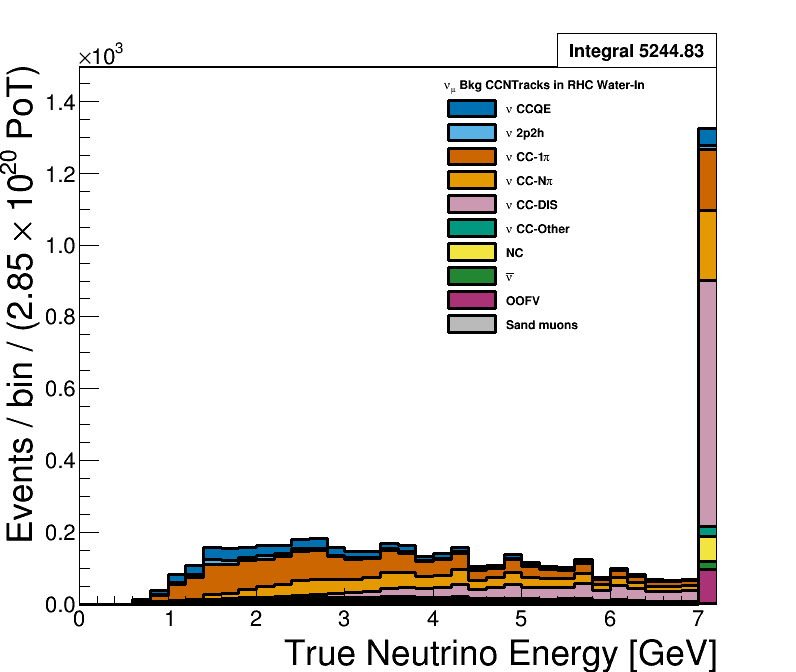 ×10³
Integral 5244.83
ν_μ Bkg CCNTracks in RHC Water-In
ν CCQE
ν 2p2h
ν CC-1π
ν CC-Nπ
ν CC-DIS
ν CC-Other
NC
ν̅
OOFV
Sand muons
Events / bin / (2.85 × 10²⁰ PoT)
1.4
1.2
1.0
0.8
0.6
0.4
0.2
0.0
0 1 2 3 4 5 6 7
True Neutrino Energy [GeV]